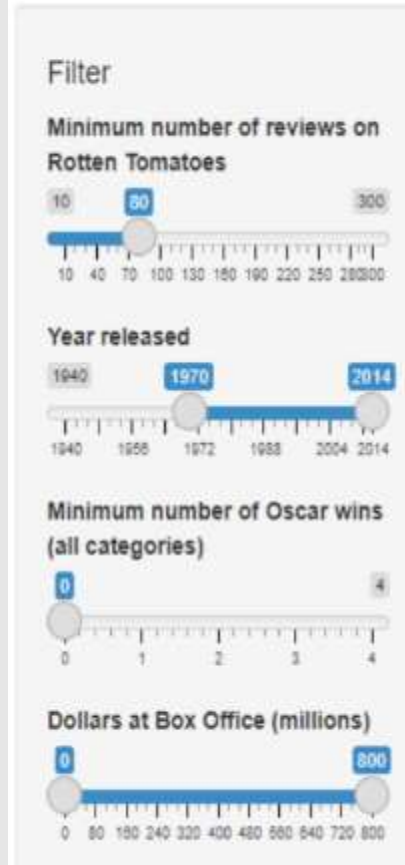 Filter
Minimum number of reviews on
Rotten Tomatoes
10 80 300
10 40 70 100 130 160 190 220 250 280300
Year released
1940 1970 2014
1940 1956 1972 1988 2004 2014
Minimum number of Oscar wins
(all categories)
0 4
0 1 2 3 4
Dollars at Box Office (millions)
0 800
0 80 160 240 320 400 480 560 640 720 800